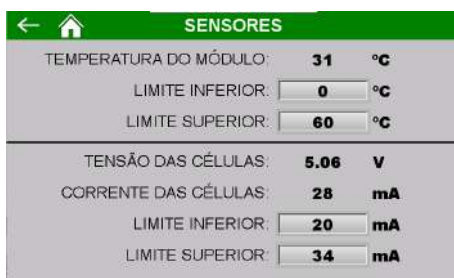 SENSORES
TEMPERATURA DO MÓDULO: 31 °C
LIMITE INFERIOR: 0 °C
LIMITE SUPERIOR: 60 °C
TENSÃO DAS CÉLULAS: 5.06 V
CORRENTE DAS CÉLULAS: 28 mA
LIMITE INFERIOR: 20 mA
LIMITE SUPERIOR: 34 mA